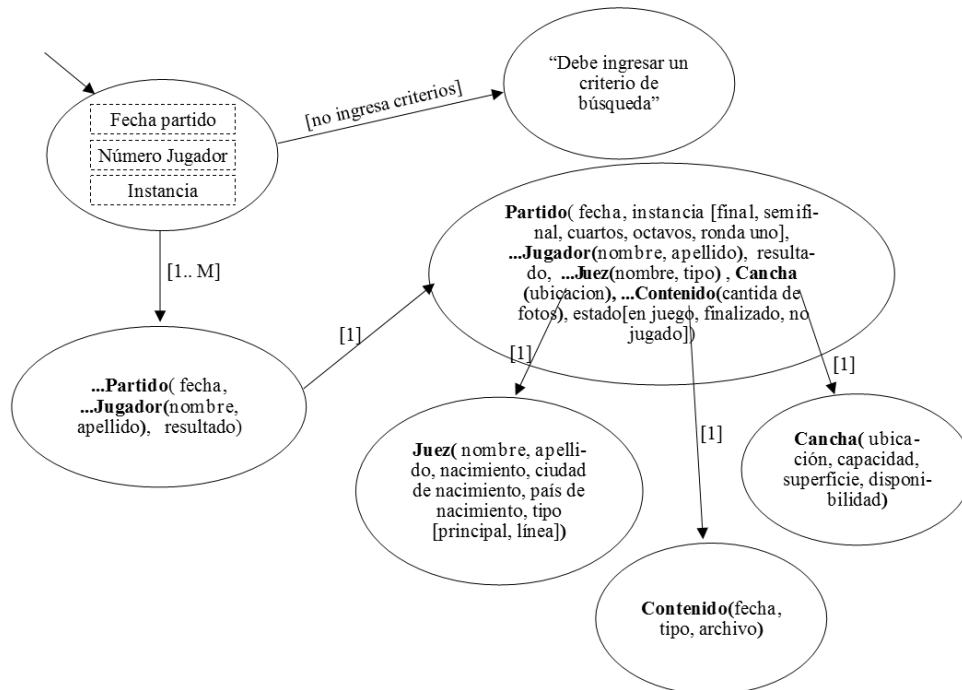 Fecha partido
Número Jugador
Instancia
[no ingresa criterios]
“Debe ingresar un
criterio de
búsqueda”
[1.. M]
...Partido( fecha,
...Jugador(nombre,
apellido), resultado)
[1]
Partido( fecha, instancia [final, semifi-
nal, cuartos, octavos, ronda uno],
...Jugador(nombre, apellido), resulta-
do, ...Juez(nombre, tipo) , Cancha
(ubicacion), ...Contenido(cantida de
fotos), estado[en juego, finalizado, no
jugado])
[1]
Juez( nombre, apelli-
do, nacimiento, ciudad
de nacimiento, país de
nacimiento, tipo
[principal, línea])
[1]
Contenido(fecha,
tipo, archivo)
[1]
Cancha( ubica-
ción, capacidad,
superficie, disponi-
bilidad)